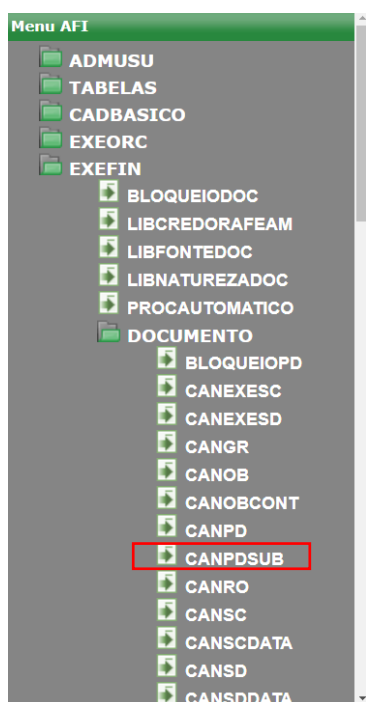 Menu AFI
ADMUSU
TABELAS
CADBASICO
EXEORC
EXEFIN
BLOQUEIODOC
LIBCREDORAFEAM
LIBFONTEDOC
LIBNATUREZADOC
PROCAUTOMATICO
DOCUMENTO
BLOQUEIOPD
CANEXESC
CANEXESD
CANGR
CANOB
CANOBCONT
CANPD
CANPDSUB
CANRO
CANSC
CANSCDATA
CANSD
CANSDDATA